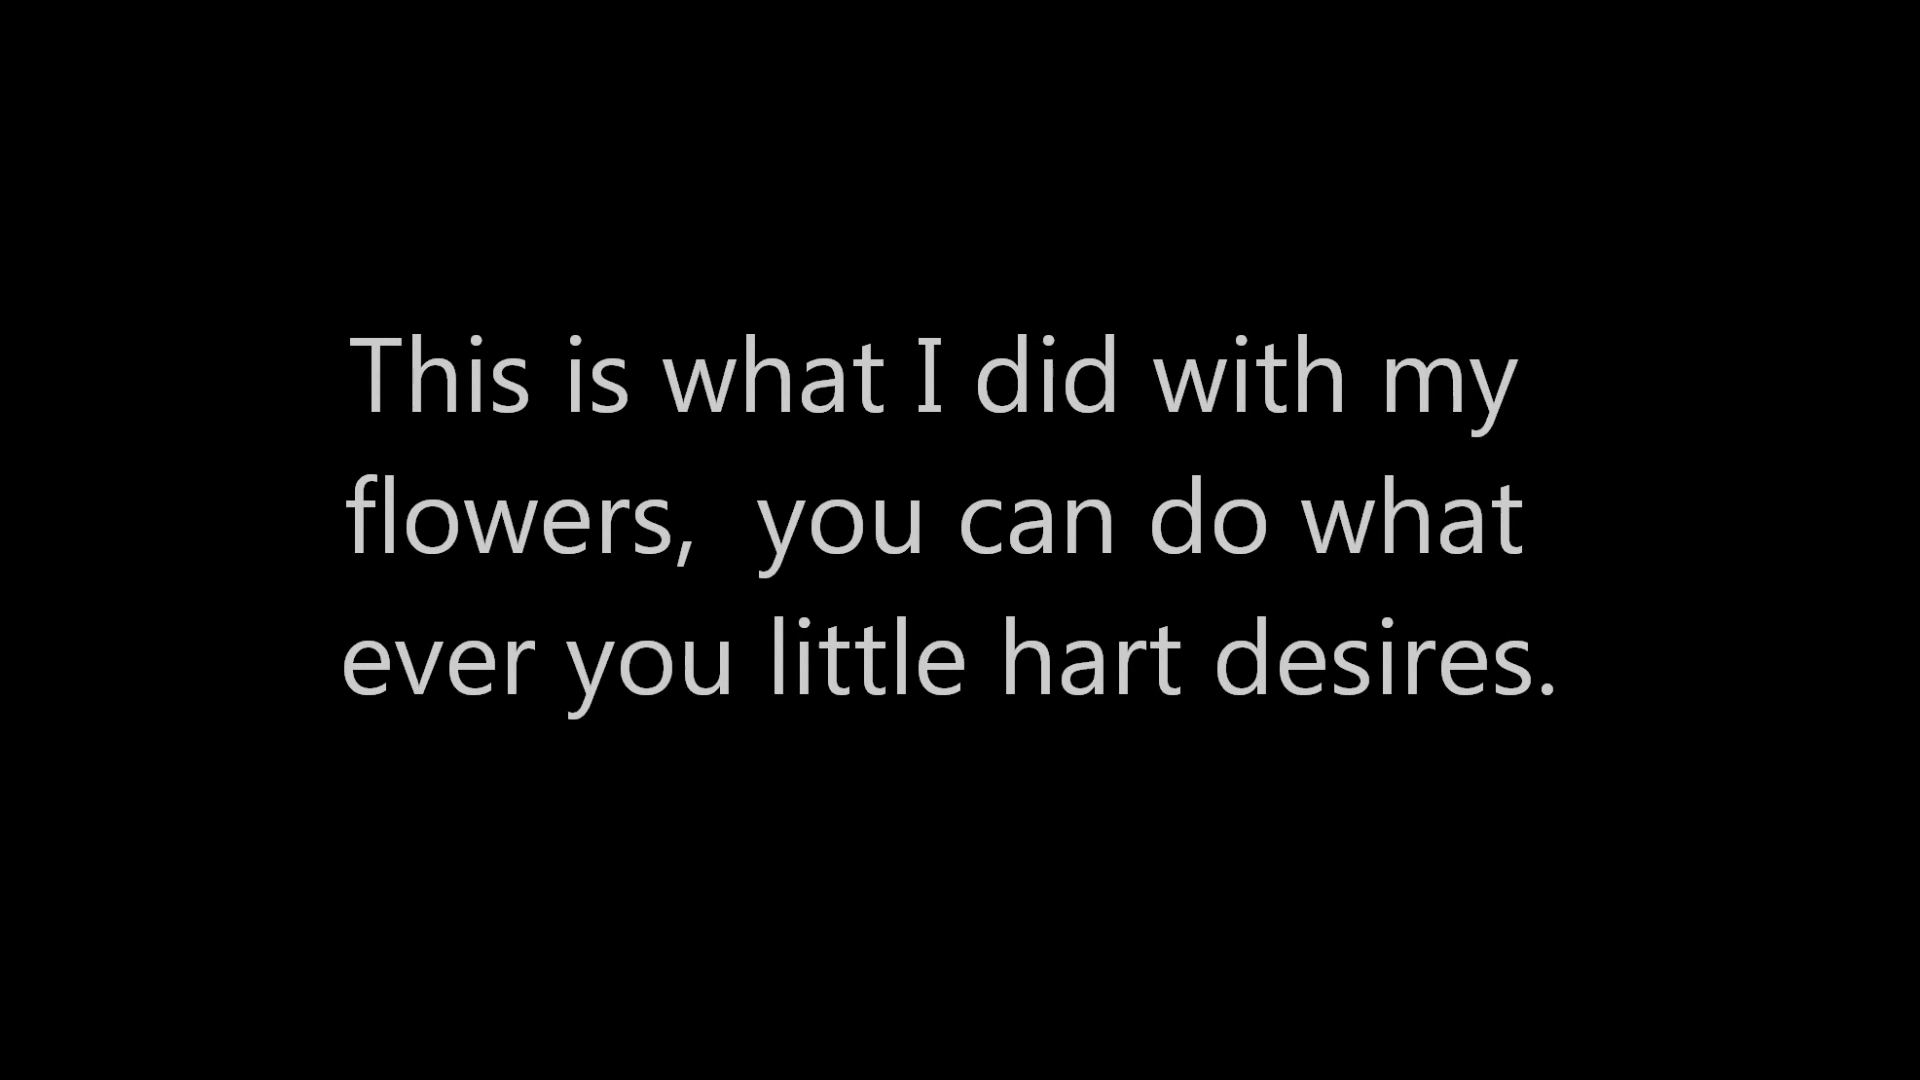 This is what I did with my
flowers,  you can do what
ever you little hart desires.